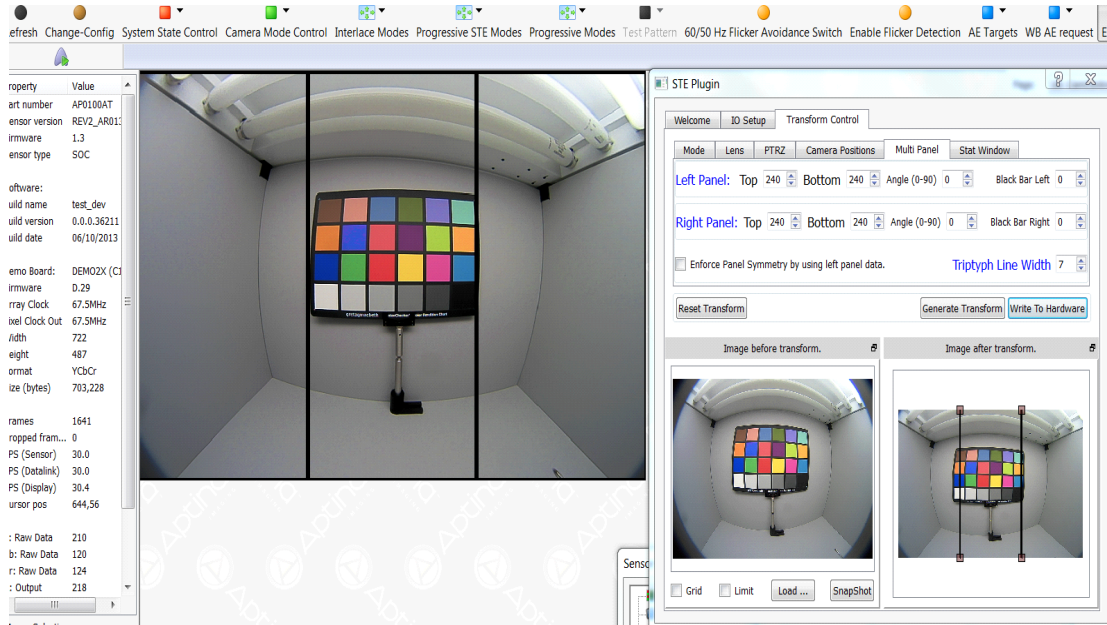 efresh Change-Config System State Control Camera Mode Control Interlace Modes Progressive STE Modes Progressive Modes Test Pattern 60/50 Hz Flicker Avoidance Switch Enable Flicker Detection AE Targets WB AE request E
roperty Value
art number AP0100AT
ensor version REV2_AR013
irmware 1.3
ensor type SOC
oftware:
uild name test_dev
uild version 0.0.0.36211
uild date 06/10/2013
emo Board: DEMO2X (C1
irmware D.29
rray Clock 67.5MHz
ixel Clock Out 67.5MHz
idth 722
eight 487
ormat YCbCr
ize (bytes) 703,228
rames 1641
ropped fram... 0
PS (Sensor) 30.0
PS (Datalink) 30.0
PS (Display) 30.4
ursor pos 644,56
: Raw Data 210
b: Raw Data 120
r: Raw Data 124
: Output 218
Aptina
Senso
STE Plugin
Welcome IO Setup Transform Control
Mode Lens PTRZ Camera Positions Multi Panel Stat Window
Left Panel: Top 240 Bottom 240 Angle (0-90) 0 Black Bar Left 0
Right Panel: Top 240 Bottom 240 Angle (0-90) 0 Black Bar Right 0
Enforce Panel Symmetry by using left panel data. Triptyph Line Width 7
Reset Transform Generate Transform Write To Hardware
Image before transform. Image after transform.
Grid Limit Load ... SnapShot